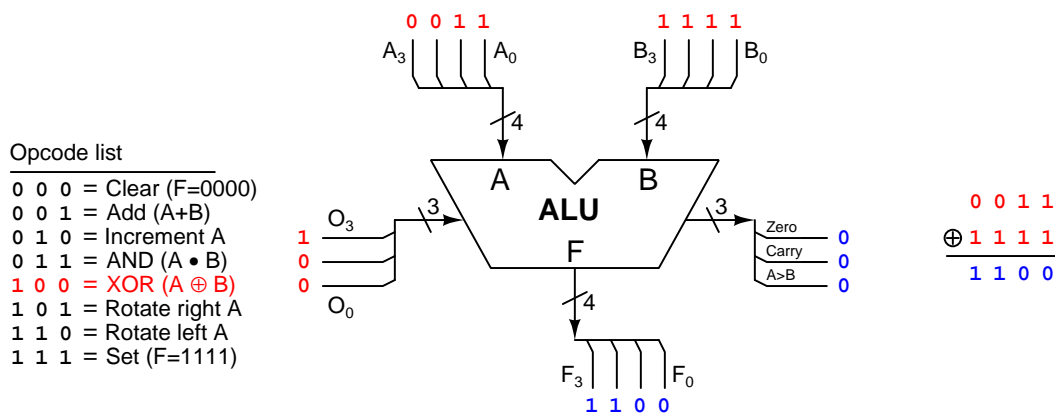 0 0 1 1
1 1 1 1
A3 A0
B3 B0
4
4
Opcode list
0 0 0 = Clear (F=0000)
0 0 1 = Add (A+B)
0 1 0 = Increment A
0 1 1 = AND (A • B)
1 0 0 = XOR (A ⊕ B)
1 0 1 = Rotate right A
1 1 0 = Rotate left A
1 1 1 = Set (F=1111)
A
B
ALU
F
O3
3
1
0
0
O0
3
Zero 0
Carry 0
A>B 0
4
F3 F0
1 1 0 0
0 0 1 1
⊕ 1 1 1 1
1 1 0 0